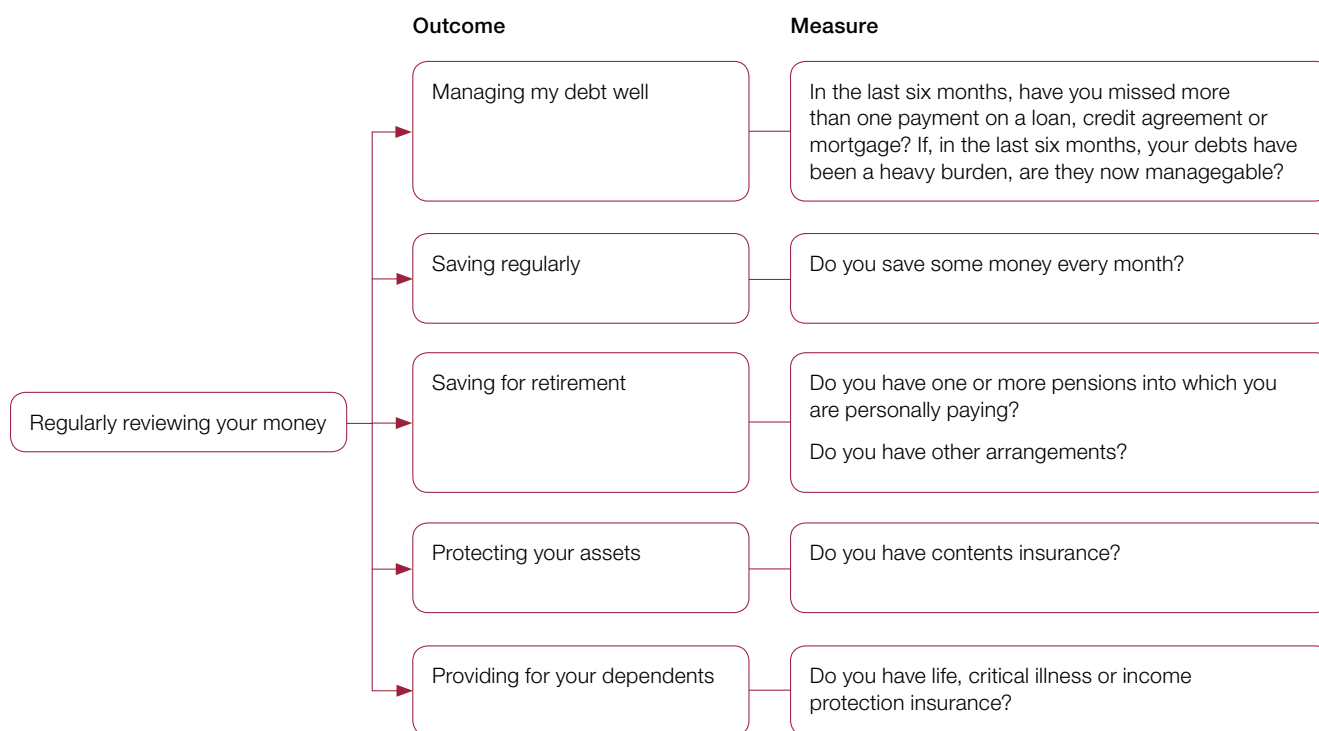 Outcome
Measure
Managing my debt well
In the last six months, have you missed more
than one payment on a loan, credit agreement or
mortgage? If, in the last six months, your debts have
been a heavy burden, are they now managegable?
Saving regularly
Do you save some money every month?
Regularly reviewing your money
Saving for retirement
Do you have one or more pensions into which you
are personally paying?
Do you have other arrangements?
Protecting your assets
Do you have contents insurance?
Providing for your dependents
Do you have life, critical illness or income
protection insurance?